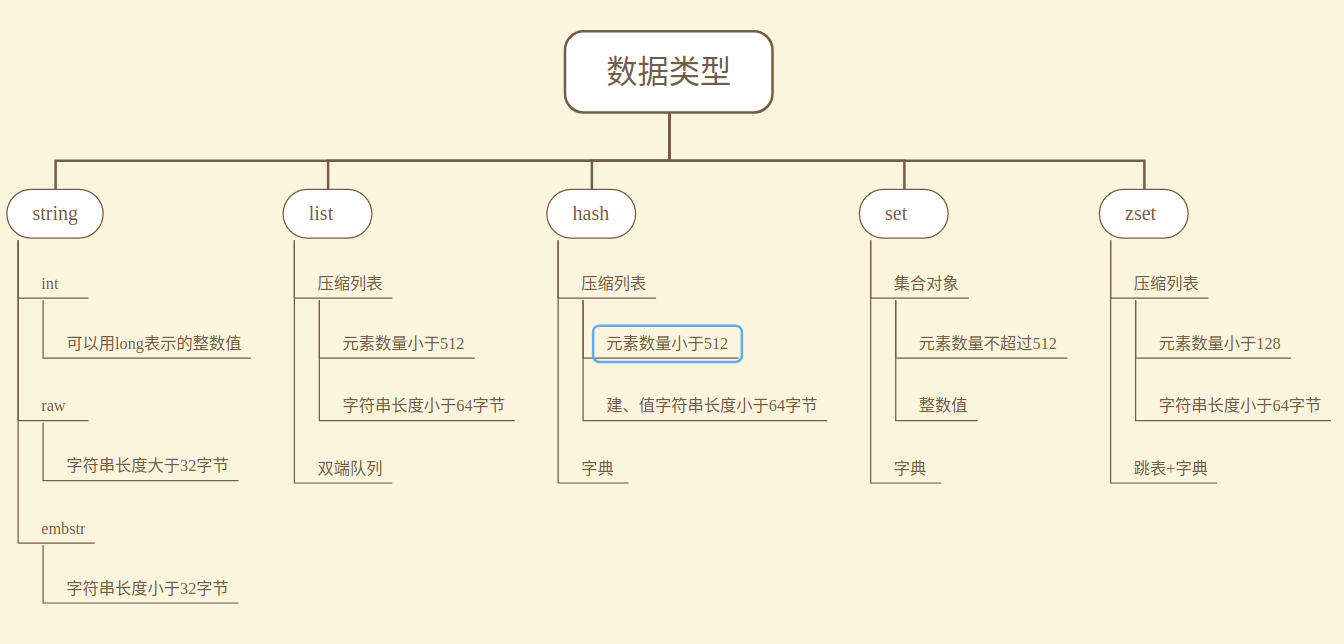 数据类型
string
int
可以用long表示的整数值
raw
字符串长度大于32字节
embstr
字符串长度小于32字节
list
压缩列表
元素数量小于512
字符串长度小于64字节
双端队列
hash
压缩列表
元素数量小于512
建、值字符串长度小于64字节
字典
set
集合对象
元素数量不超过512
整数值
字典
zset
压缩列表
元素数量小于128
字符串长度小于64字节
跳表+字典